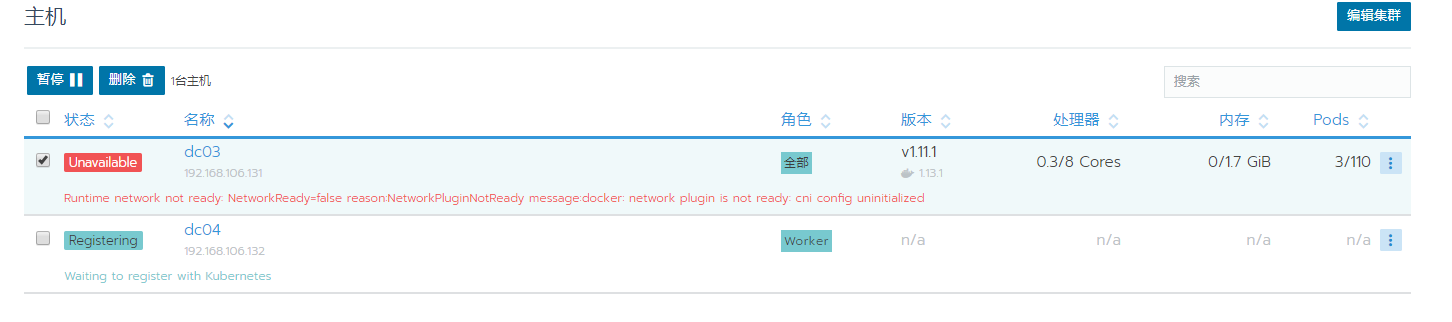 主机
编辑集群
暂停 删除 1台主机 搜索
状态 名称 角色 版本 处理器 内存 Pods
Unavailable dc03 全部 v1.11.1 0.3/8 Cores 0/1.7 GiB 3/110
192.168.106.131 1.13.1
Runtime network not ready: NetworkReady=false reason:NetworkPluginNotReady message:docker: network plugin is not ready: cni config uninitialized
Registering dc04 Worker n/a n/a n/a n/a
192.168.106.132
Waiting to register with Kubernetes